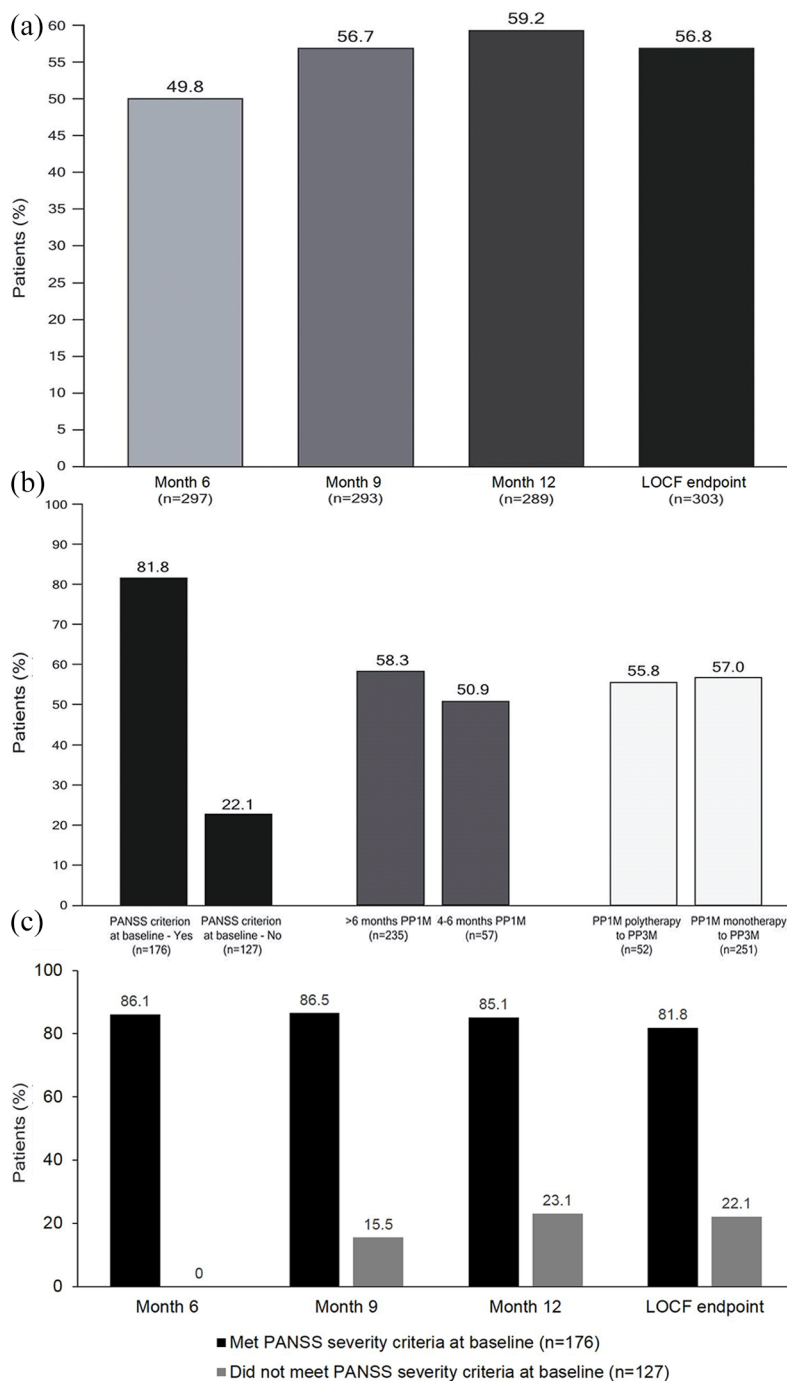 (a)
Patients (%)
60
55
50
45
40
35
30
25
20
15
10
5
0
49.8
56.7
59.2
56.8
Month 6
(n=297)
Month 9
(n=293)
Month 12
(n=289)
LOCF endpoint
(n=303)
(b)
Patients (%)
100
90
80
70
60
50
40
30
20
10
0
81.8
22.1
58.3
50.9
55.8
57.0
PANSS criterion
at baseline - Yes
(n=176)
PANSS criterion
at baseline - No
(n=127)
>6 months PP1M
(n=235)
4-6 months PP1M
(n=57)
PP1M polytherapy
to PP3M
(n=52)
PP1M monotherapy
to PP3M
(n=251)
(c)
Patients (%)
100
80
60
40
20
0
86.1
0
86.5
15.5
85.1
23.1
81.8
22.1
Month 6
Month 9
Month 12
LOCF endpoint
Met PANSS severity criteria at baseline (n=176)
Did not meet PANSS severity criteria at baseline (n=127)